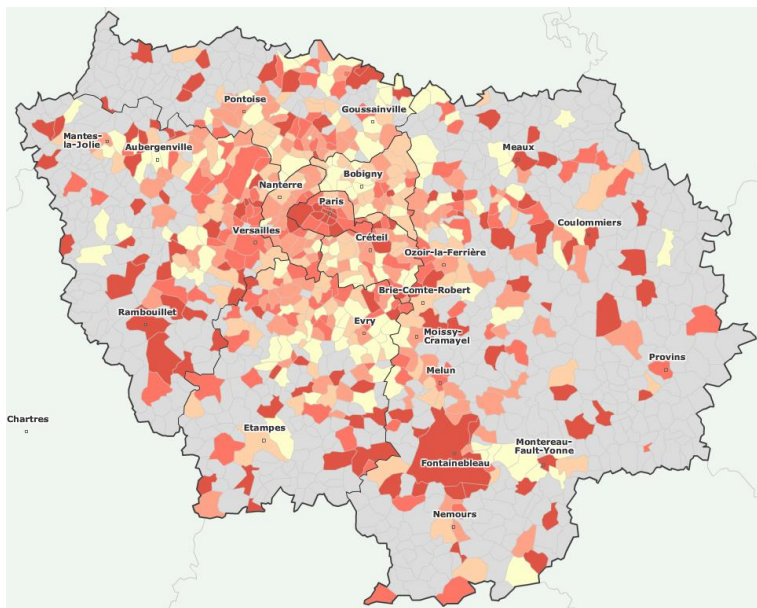 Pontoise
Goussainville
Mantes-
la-Jolie
Aubergenville
Meaux
Bobigny
Nanterre
Paris
Coulommiers
Versailles
Créteil
Ozoir-la-Ferrière
Brie-Comte-Robert
Rambouillet
Evry
Moissy-
Cramayel
Provins
Melun
Chartres
Etampes
Montereau-
Fault-Yonne
Fontainebleau
Nemours